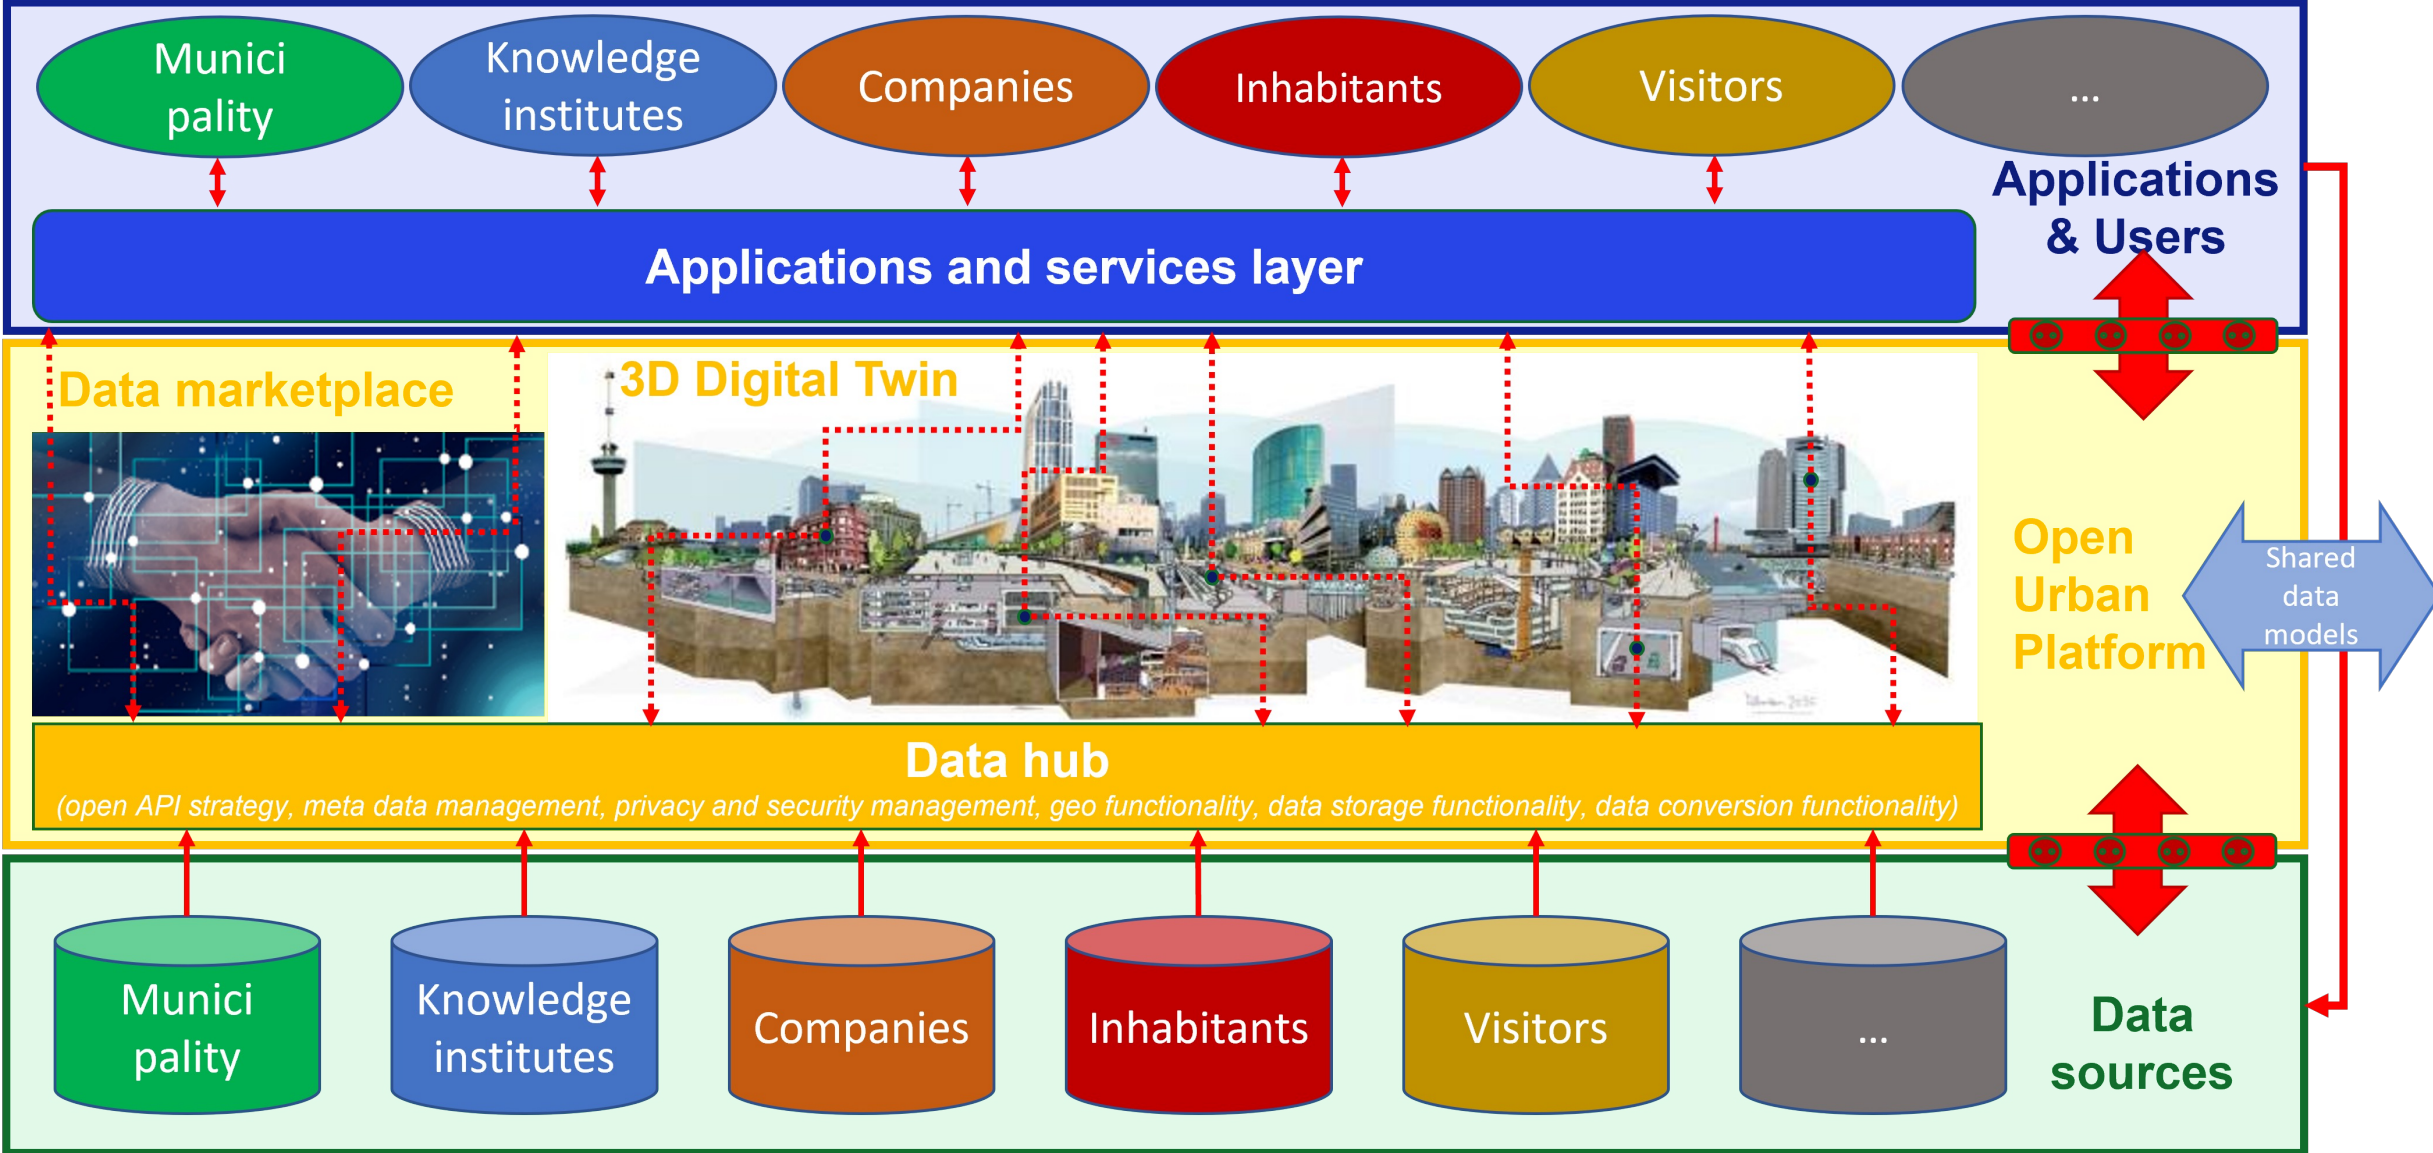 Munici
pality
Knowledge
institutes
Companies
Inhabitants
Visitors
...
Applications
& Users
Applications and services layer
Data marketplace
3D Digital Twin
Open
Urban
Platform
Shared
data
models
Data hub
(open API strategy, meta data management, privacy and security management, geo functionality, data storage functionality, data conversion functionality)
Munici
pality
Knowledge
institutes
Companies
Inhabitants
Visitors
...
Data
sources